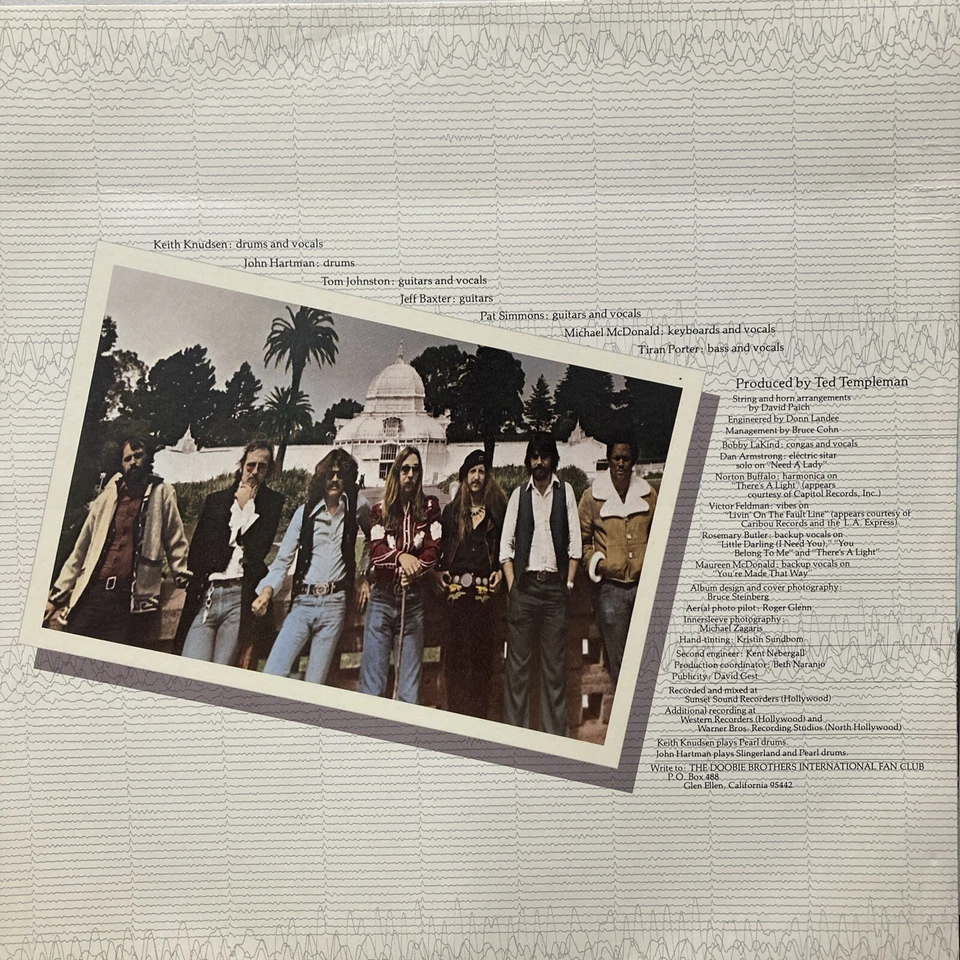 Keith Knudsen: drums and vocals
John Hartman: drums
Tom Johnston: guitars and vocals
Jeff Baxter: guitars
Pat Simmons: guitars and vocals
Michael McDonald: keyboards and vocals
Tiran Porter: bass and vocals
Produced by Ted Templeman
String and horn arrangements
by David Paich
Engineered by Donn Landee
Management by Bruce Cohn
Bobby LaKind: congas and vocals
Dan Armstrong: electric sitar
solo on "Need A Lady"
Norton Buffalo: harmonica on
"There's A Light" (appears
courtesy of Capitol Records, Inc.)
Victor Feldman: vibes on
"Livin' On The Fault Line" (appears courtesy of
Caribou Records and the L.A. Express)
Rosemary Butler: backup vocals on
"Little Darling (I Need You)," "You
Belong To Me" and "There's A Light"
Maureen McDonald: backup vocals on
"You're Made That Way"
Album design and cover photography:
Bruce Steinberg
Aerial photo pilot: Roger Glenn
Innersleeve photography:
Michael Zagaris
Hand-tinting: Kristin Sundbom
Second engineer: Kent Nebergall
Production coordinator: Beth Naranjo
Publicity: David Gest
Recorded and mixed at
Sunset Sound Recorders (Hollywood)
Additional recording at
Western Recorders (Hollywood) and
Warner Bros. Recording Studios (North Hollywood)
Keith Knudsen plays Pearl drums.
John Hartman plays Slingerland and Pearl drums.
Write to: THE DOOBIE BROTHERS INTERNATIONAL FAN CLUB
P.O. Box 488
Glen Ellen, California 95442